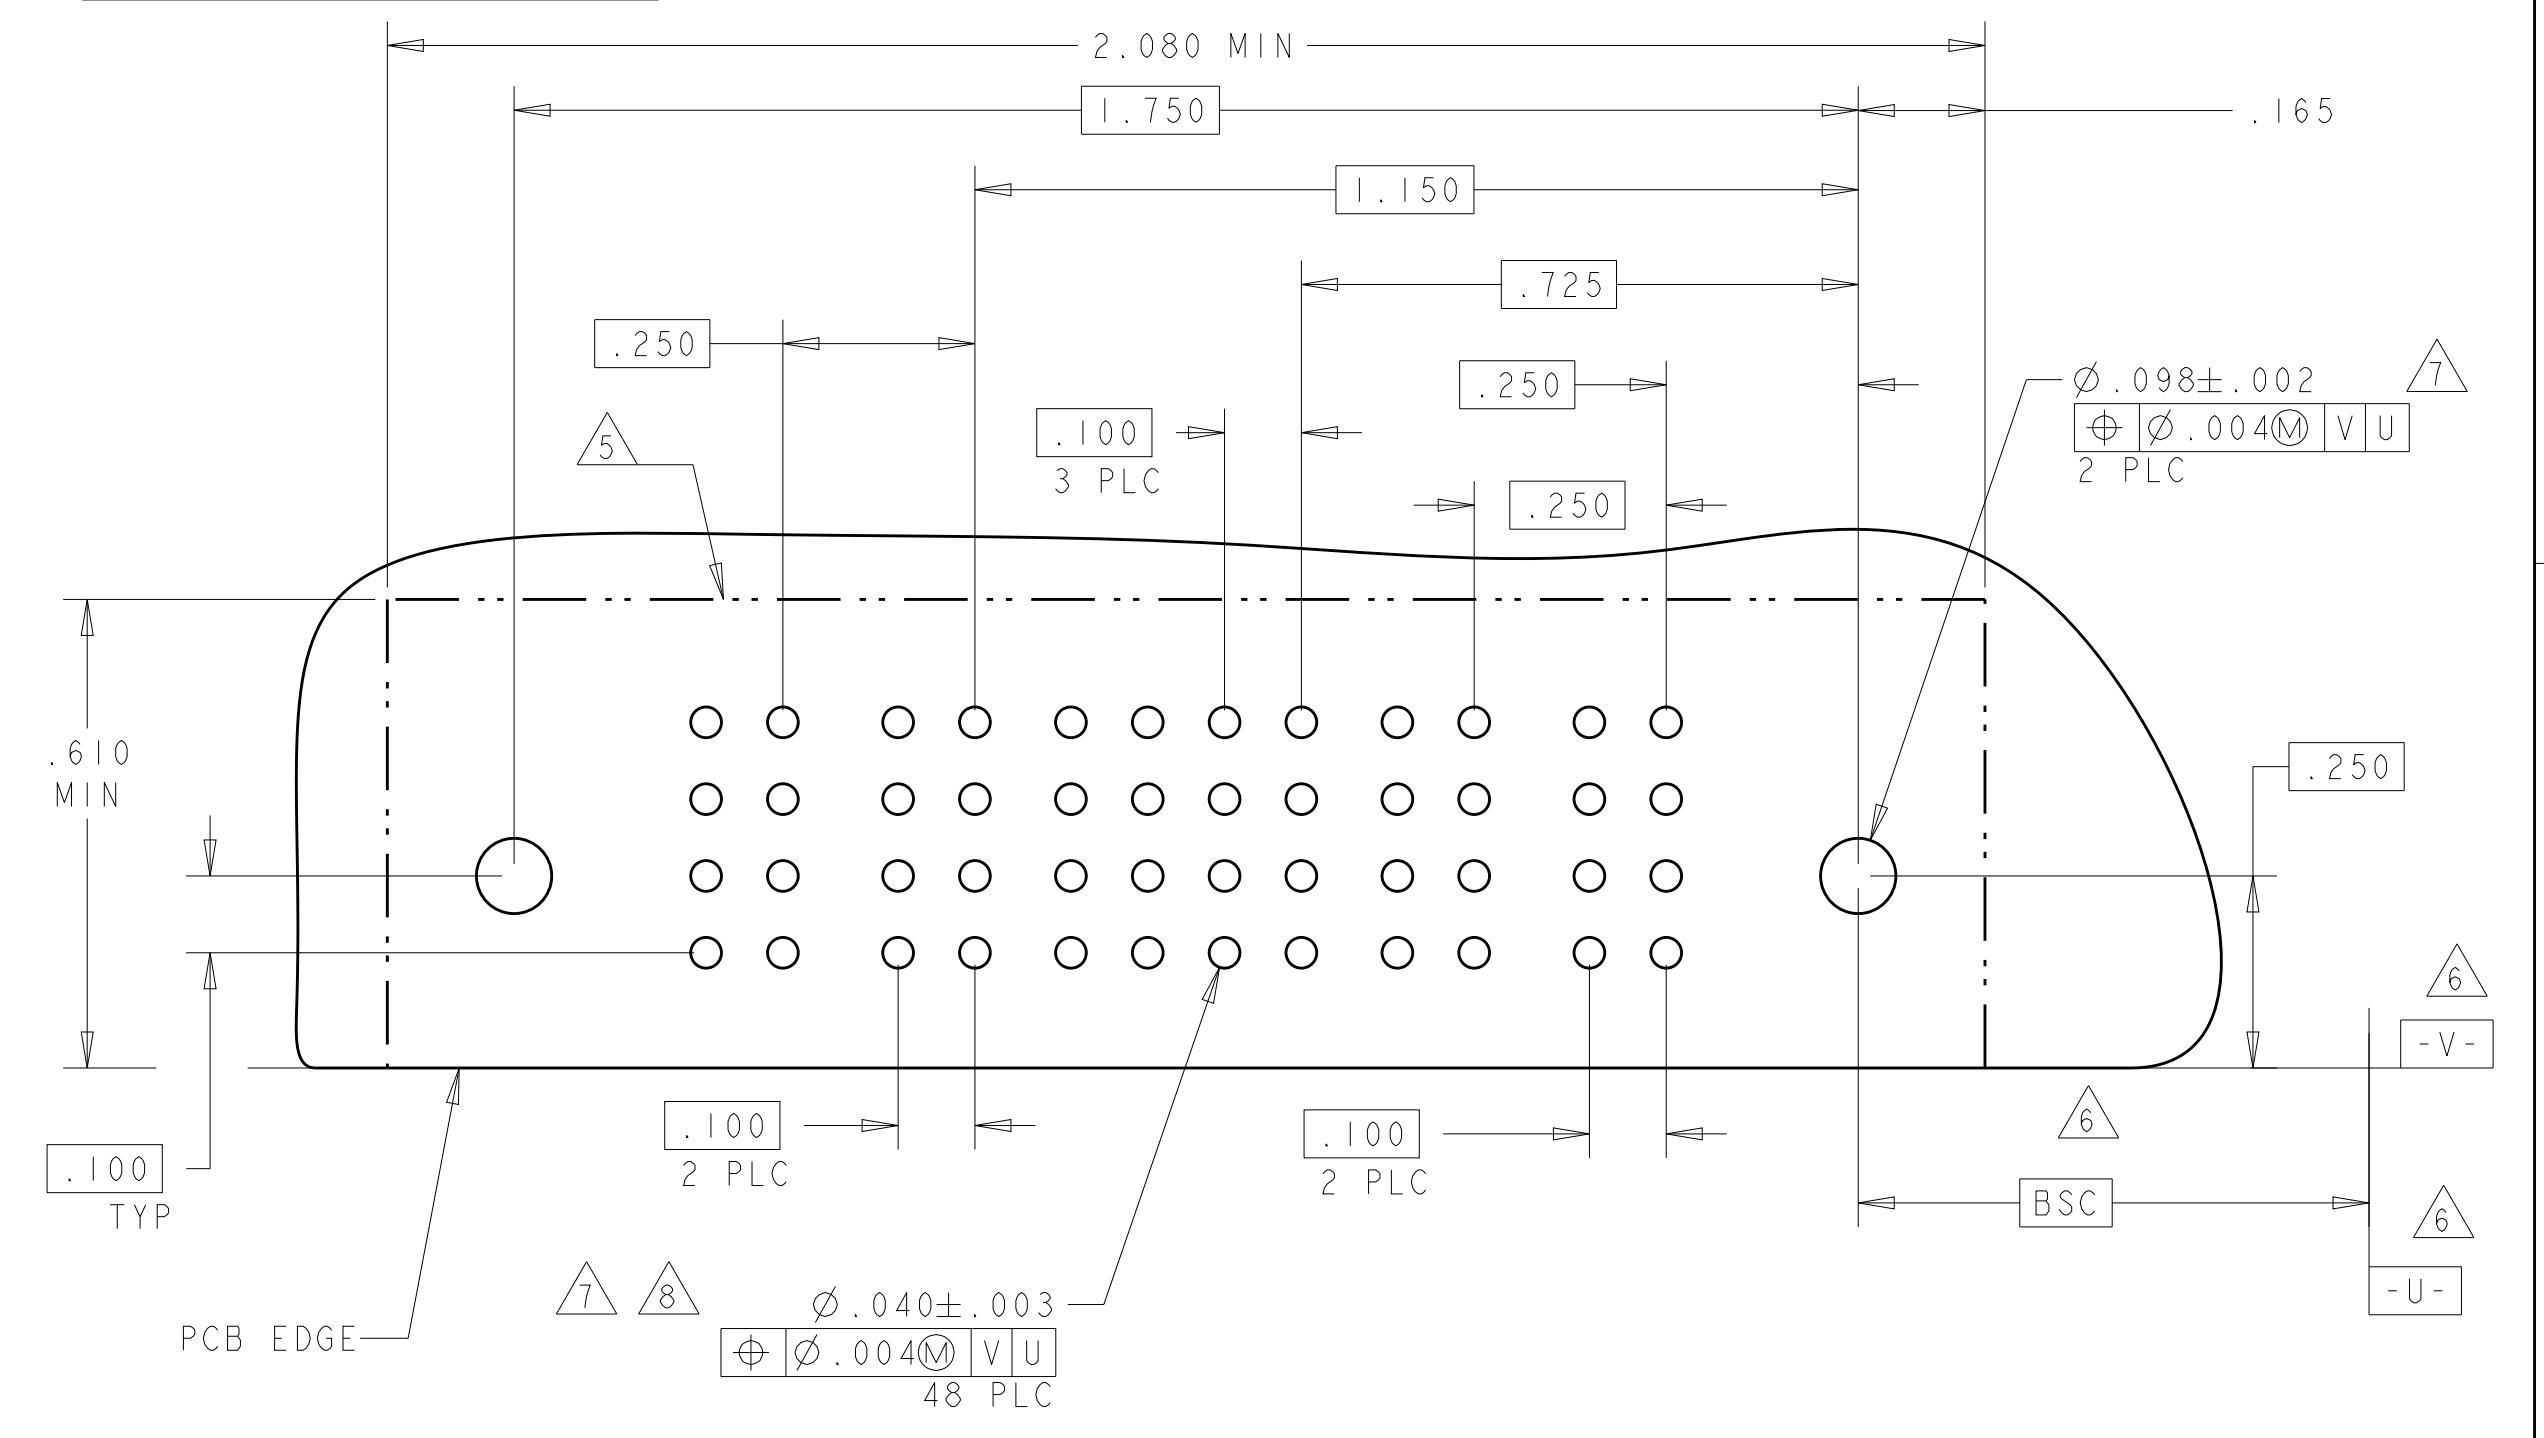 2.080 MIN
1.750
.165
1.150
.725
.250
.250
7
⌀.098±.002
⌖ ⌀.004Ⓜ V U
2 PLC
.100
3 PLC
5
.250
.610
MIN
.250
6
-V-
.100
2 PLC
.100
2 PLC
6
.100
TYP
BSC
6
-U-
7 8
⌀.040±.003
⌖ ⌀.004Ⓜ V U
48 PLC
PCB EDGE